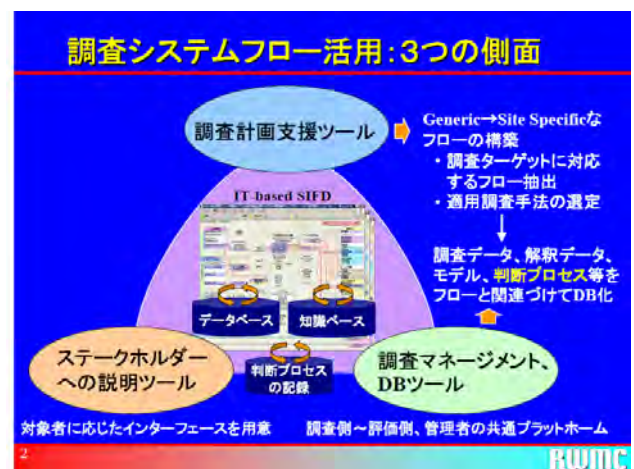 調査システムフロー活用:3つの側面
調査計画支援ツール
Generic→Site Specificな
フローの構築
・調査ターゲットに対応
するフロー抽出
・適用調査手法の選定
↓
調査データ、解釈データ、
モデル、判断プロセス等を
フローと関連づけてDB化
IT-based SIFD
データベース
知識ベース
判断プロセス
の記録
ステークホルダー
への説明ツール
調査マネージメント、
DBツール
対象者に応じたインターフェースを用意
調査側~評価側、管理者の共通プラットホーム
2
RWMC